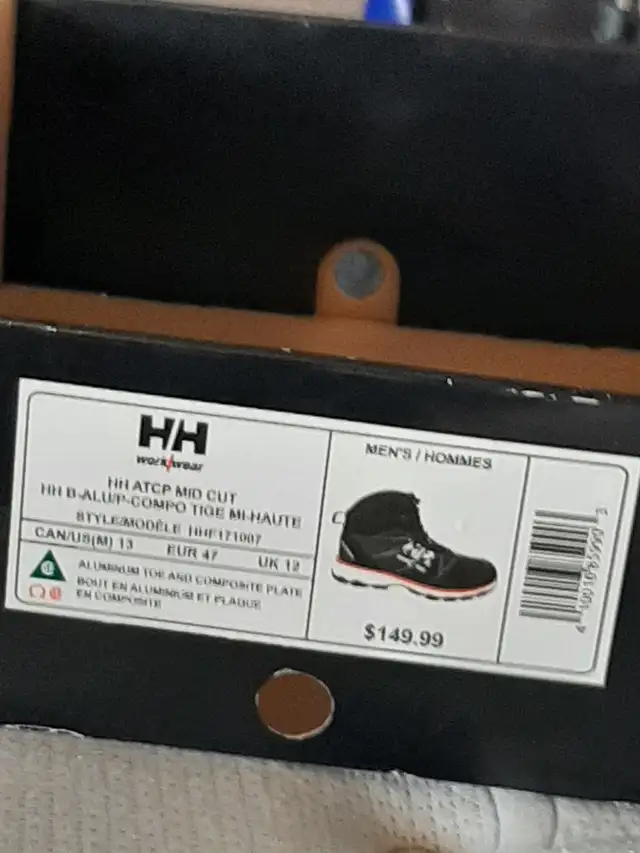 HH
workwear
HH ATCP MID CUT
HH B-ALU/P-COMPO TIGE MI-HAUTE
STYLE/MODÈLE HHF171007
CAN/US(M) 13 EUR 47 UK 12
ALUMINUM TOE AND COMPOSITE PLATE
BOUT EN ALUMINIUM ET PLAQUE
EN COMPOSITE
MEN'S / HOMMES
$149.99